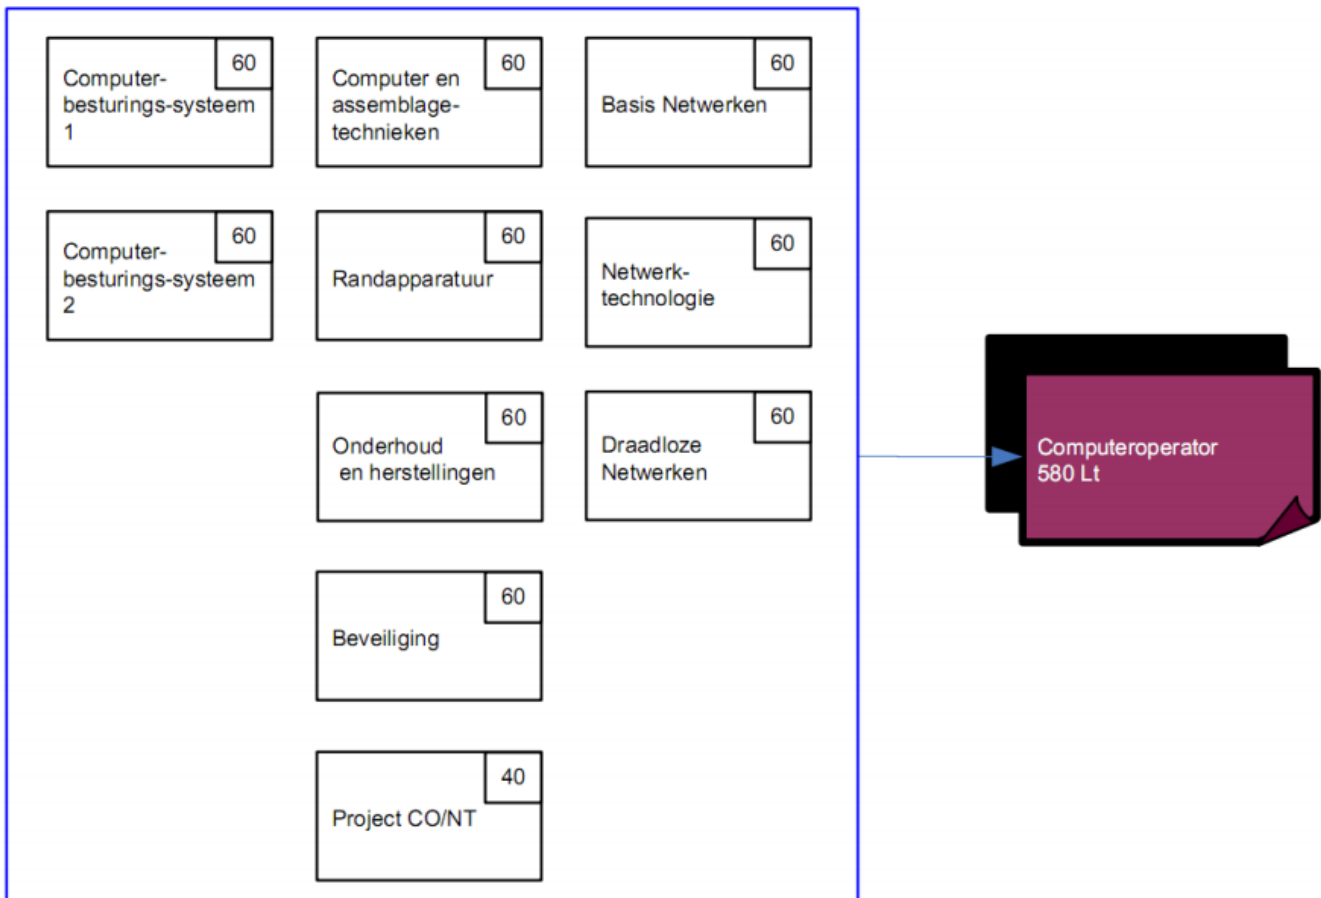 60
Computer-
besturings-systeem
1
60
Computer en
assemblage-
technieken
60
Basis Netwerken
60
Computer-
besturings-systeem
2
60
Randapparatuur
60
Netwerk-
technologie
60
Onderhoud
en herstellingen
60
Draadloze
Netwerken
Computeroperator
580 Lt
60
Beveiliging
40
Project CO/NT